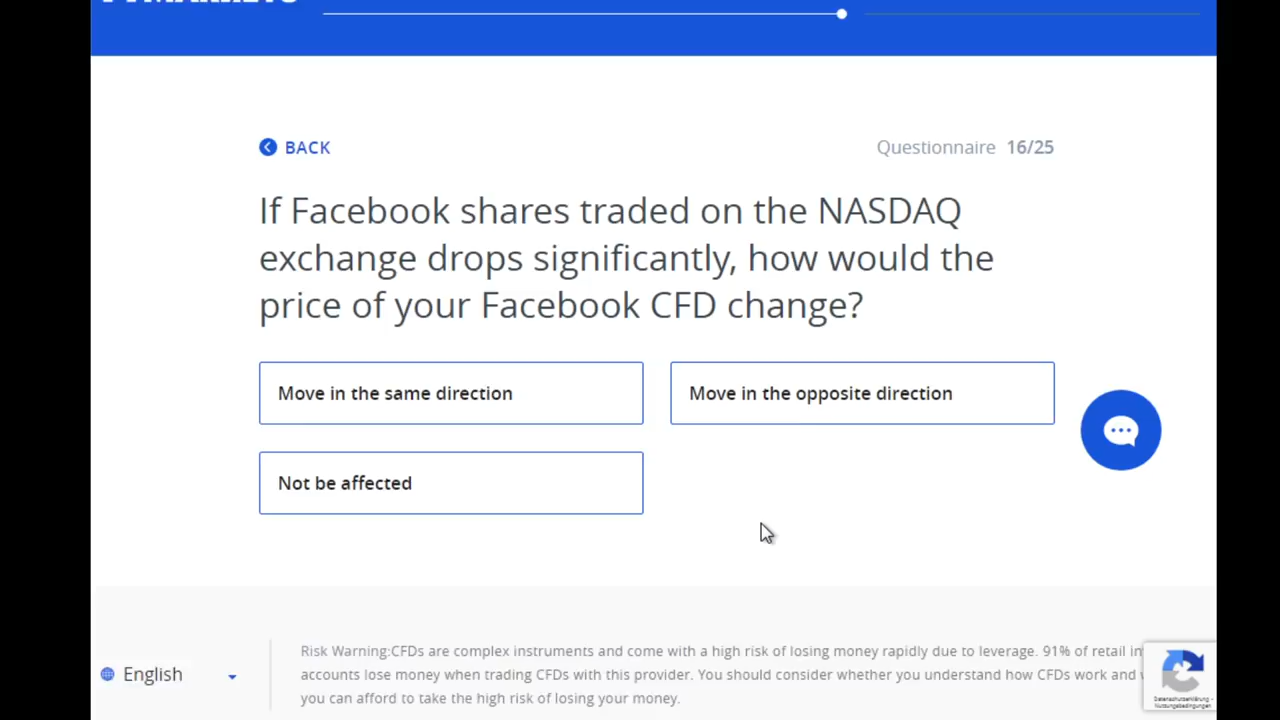 BACK
Questionnaire 16/25
If Facebook shares traded on the NASDAQ
exchange drops significantly, how would the
price of your Facebook CFD change?
Move in the same direction
Move in the opposite direction
Not be affected
English
Risk Warning:CFDs are complex instruments and come with a high risk of losing money rapidly due to leverage. 91% of retail
accounts lose money when trading CFDs with this provider. You should consider whether you understand how CFDs work and
you can afford to take the high risk of losing your money.
Datenschutzerklärung -
Nutzungsbedingungen